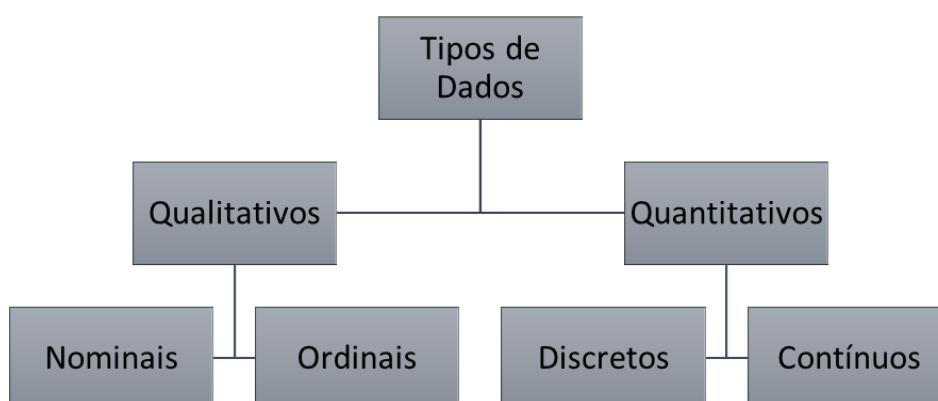 Tipos de
Dados
Qualitativos
Quantitativos
Nominais
Ordinais
Discretos
Contínuos